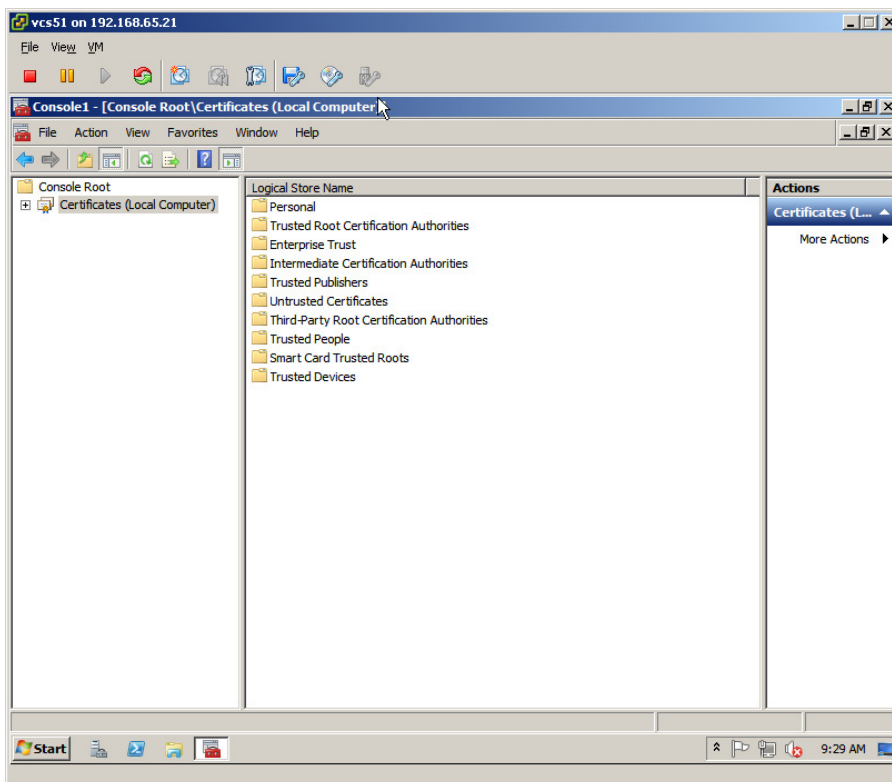 vcs51 on 192.168.65.21
File View VM
Console1 - [Console Root\Certificates (Local Computer)]
File Action View Favorites Window Help
Console Root
Certificates (Local Computer)
Logical Store Name
Personal
Trusted Root Certification Authorities
Enterprise Trust
Intermediate Certification Authorities
Trusted Publishers
Untrusted Certificates
Third-Party Root Certification Authorities
Trusted People
Smart Card Trusted Roots
Trusted Devices
Actions
Certificates (L...
More Actions
Start
9:29 AM